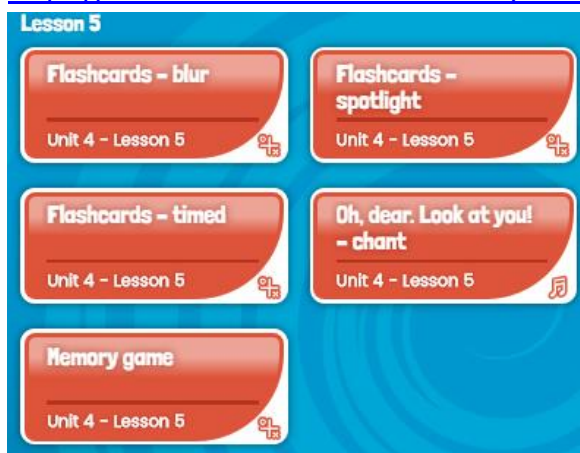 Lesson 5
Flashcards – blur
Unit 4 – Lesson 5
Flashcards –
spotlight
Unit 4 – Lesson 5
Flashcards – timed
Unit 4 – Lesson 5
Oh, dear. Look at you!
– chant
Unit 4 – Lesson 5
Memory game
Unit 4 – Lesson 5